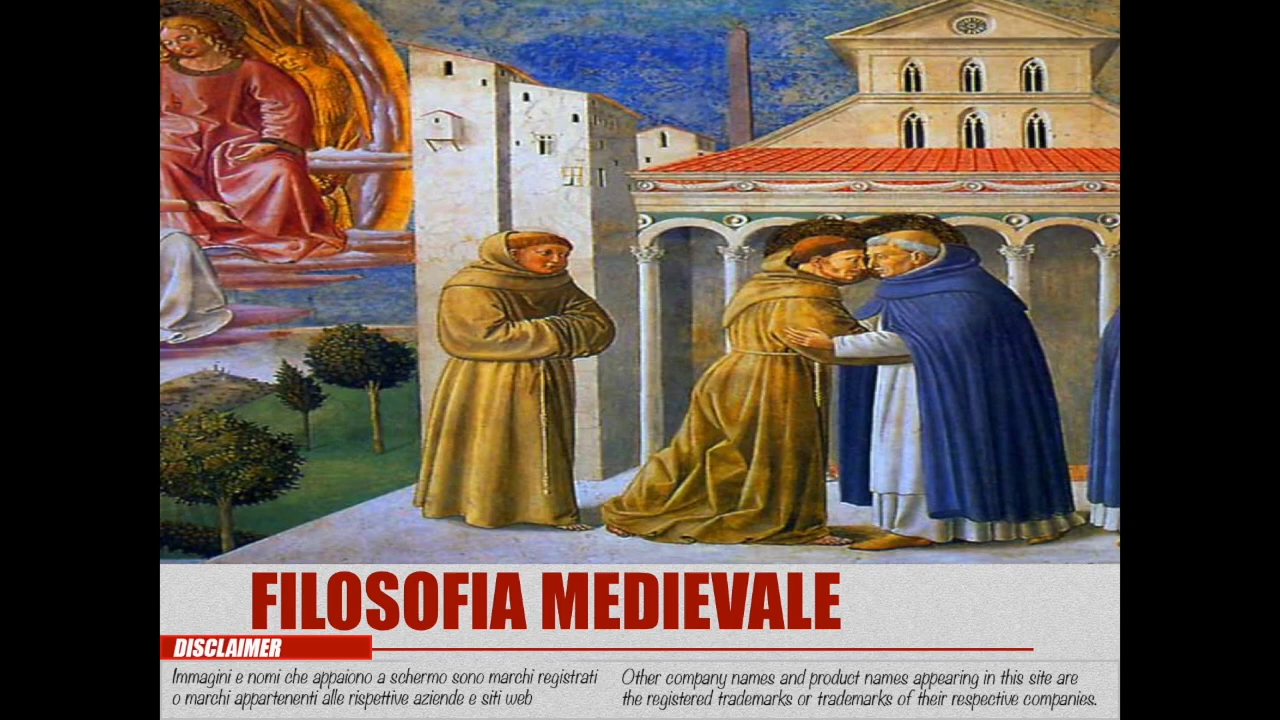 FILOSOFIA MEDIEVALE
DISCLAIMER
Immagini e nomi che appaiono a schermo sono marchi registrati
o marchi appartenenti alle rispettive aziende e siti web
Other company names and product names appearing in this site are
the registered trademarks or trademarks of their respective companies.